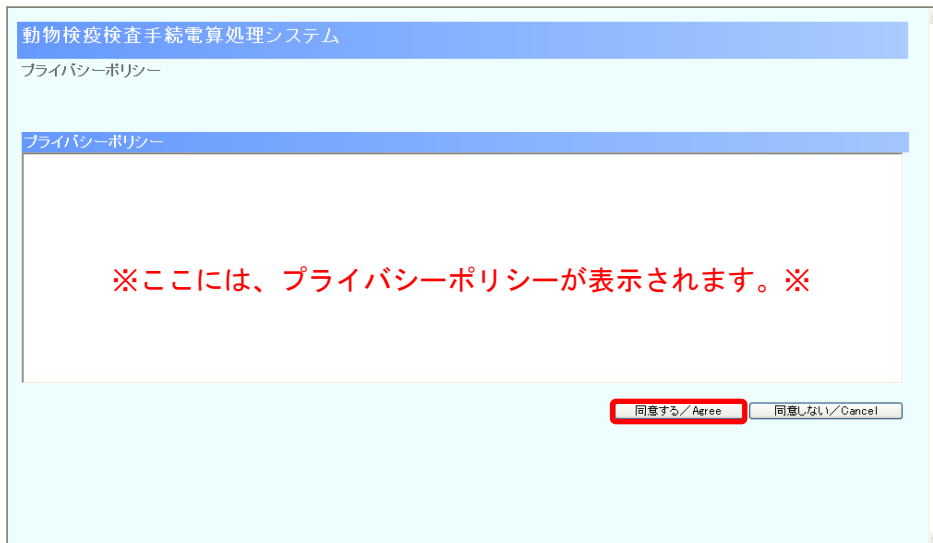 動物検疫検査手続電算処理システム
プライバシーポリシー
プライバシーポリシー
※ここには、プライバシーポリシーが表示されます。※
同意する／Agree
同意しない／Cancel